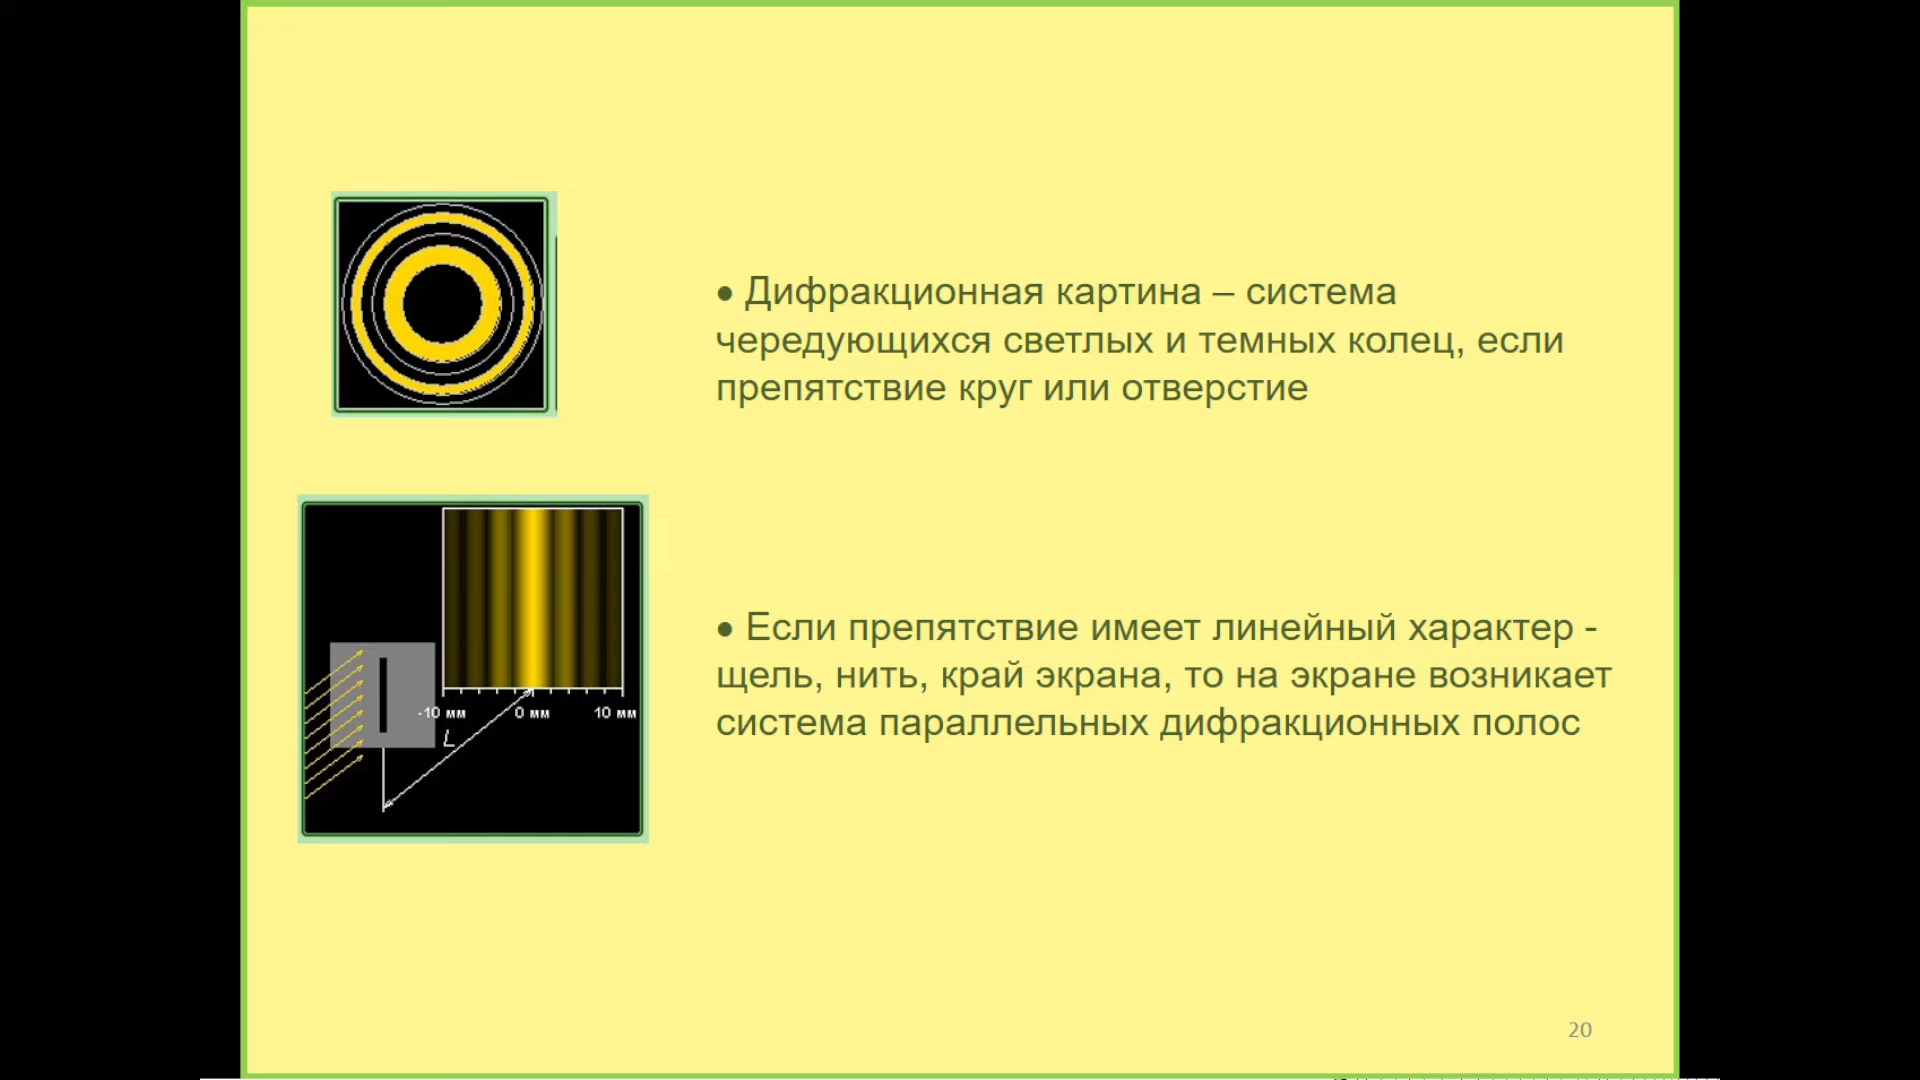 • Дифракционная картина – система
чередующихся светлых и темных колец, если
препятствие круг или отверстие
-10 мм 0 мм 10 мм
L
• Если препятствие имеет линейный характер -
щель, нить, край экрана, то на экране возникает
система параллельных дифракционных полос
20